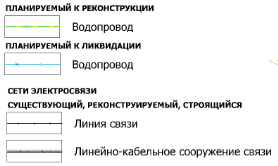 ПЛАНИРУЕМЫЙ К РЕКОНСТРУКЦИИ
Водопровод
ПЛАНИРУЕМЫЙ К ЛИКВИДАЦИИ
Водопровод
СЕТИ ЭЛЕКТРОСВЯЗИ
СУЩЕСТВУЮЩИЙ, РЕКОНСТРУИРУЕМЫЙ, СТРОЯЩИЙСЯ
Линия связи
Линейно-кабельное сооружение связи